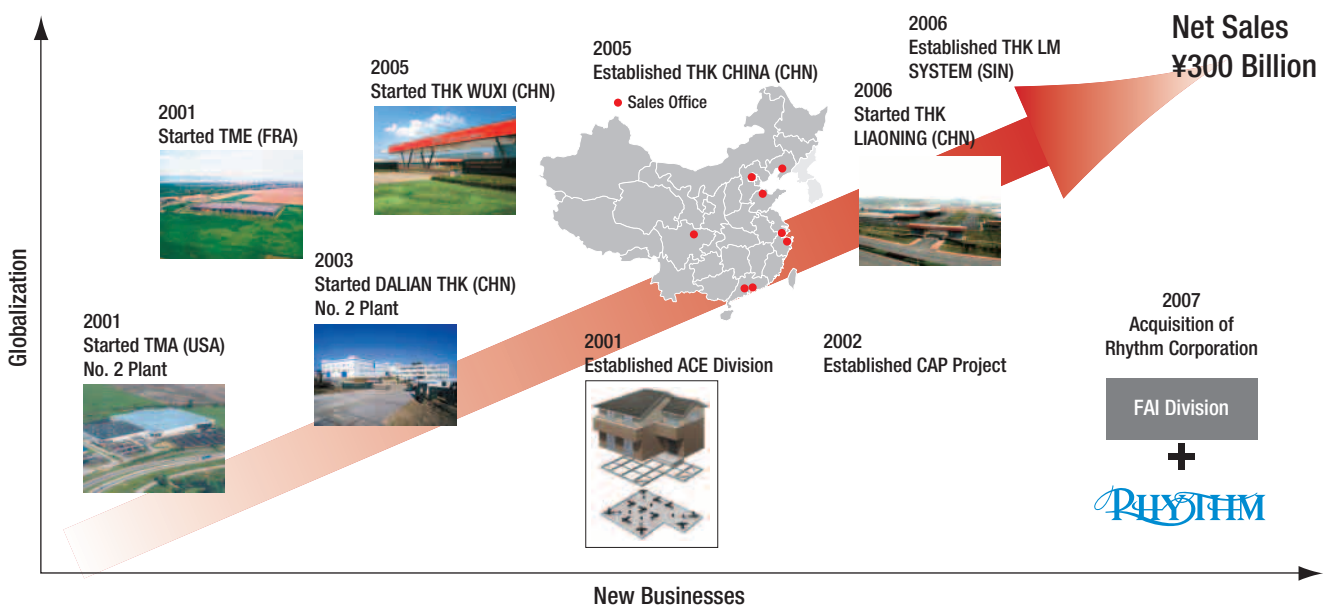 Net Sales
¥300 Billion
2006
Established THK LM
SYSTEM (SIN)
2005
Established THK CHINA (CHN)
Sales Office
2005
Started THK WUXI (CHN)
2006
Started THK
LIAONING (CHN)
2001
Started TME (FRA)
2003
Started DALIAN THK (CHN)
No. 2 Plant
2001
Started TMA (USA)
No. 2 Plant
2001
Established ACE Division
2002
Established CAP Project
2007
Acquisition of
Rhythm Corporation
FAI Division
+
RHYTHM
Globalization
New Businesses